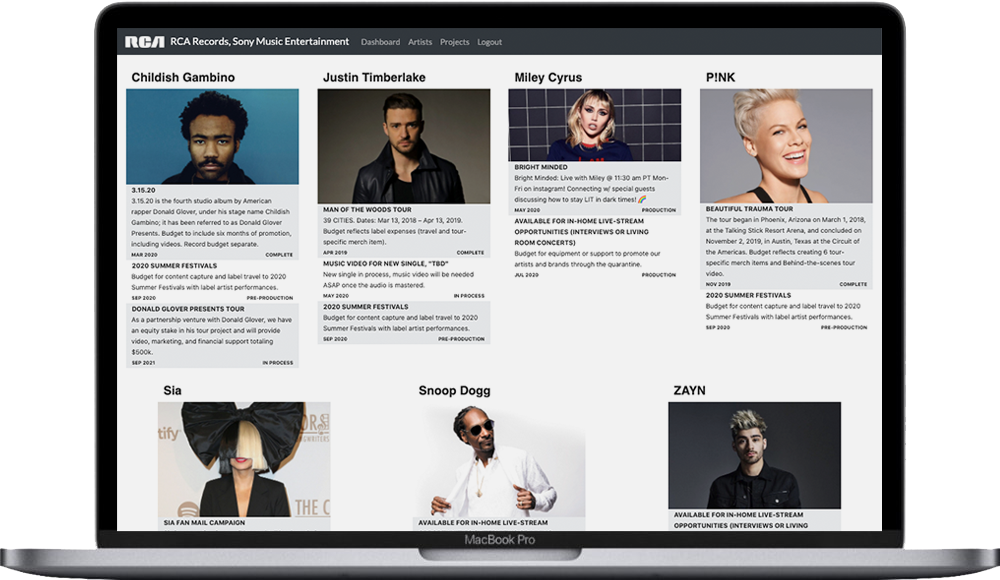 RCA RCA Records, Sony Music Entertainment Dashboard Artists Projects Logout
Childish Gambino
3.15.20
3.15.20 is the fourth studio album by American
rapper Donald Glover, under his stage name Childish
Gambino; it has been referred to as Donald Glover
Presents. Budget to include six months of promotion,
including videos. Record budget separate.
MAR 2020 COMPLETE
2020 SUMMER FESTIVALS
Budget for content capture and label travel to 2020
Summer Festivals with label artist performances.
SEP 2020 PRE-PRODUCTION
DONALD GLOVER PRESENTS TOUR
As a partnership venture with Donald Glover, we have
an equity stake in his tour project and will provide
video, marketing, and financial support totaling
$500k.
SEP 2021 IN PROCESS
Justin Timberlake
MAN OF THE WOODS TOUR
39 CITIES. Dates: Mar 13, 2018 – Apr 13, 2019.
Budget reflects label expenses (travel and tour-
specific merch item).
APR 2019 COMPLETE
MUSIC VIDEO FOR NEW SINGLE, "TBD"
New single in process, music video will be needed
ASAP once the audio is mastered.
MAY 2020 IN PROCESS
2020 SUMMER FESTIVALS
Budget for content capture and label travel to 2020
Summer Festivals with label artist performances.
SEP 2020 PRE-PRODUCTION
Miley Cyrus
BRIGHT MINDED
Bright Minded: Live with Miley @ 11:30 am PT Mon-
Fri on instagram! Connecting w/ special guests
discussing how to stay LIT in dark times! 🌈
MAY 2020 PRODUCTION
AVAILABLE FOR IN-HOME LIVE-STREAM
OPPORTUNITIES (INTERVIEWS OR LIVING
ROOM CONCERTS)
Budget for equipment or support to promote our
artists and brands through the quarantine.
JUL 2020 PRODUCTION
P!NK
BEAUTIFUL TRAUMA TOUR
The tour began in Phoenix, Arizona on March 1, 2018,
at the Talking Stick Resort Arena, and concluded on
November 2, 2019, in Austin, Texas at the Circuit of
the Americas. Budget reflects creating 6 tour-
specific merch items and Behind-the-scenes tour
video.
NOV 2019 COMPLETE
2020 SUMMER FESTIVALS
Budget for content capture and label travel to 2020
Summer Festivals with label artist performances.
SEP 2020 PRE-PRODUCTION
Sia
tify
THE
SIA FAN MAIL CAMPAIGN
Snoop Dogg
AVAILABLE FOR IN-HOME LIVE-STREAM
ZAYN
AVAILABLE FOR IN-HOME LIVE-STREAM
OPPORTUNITIES (INTERVIEWS OR LIVING
MacBook Pro